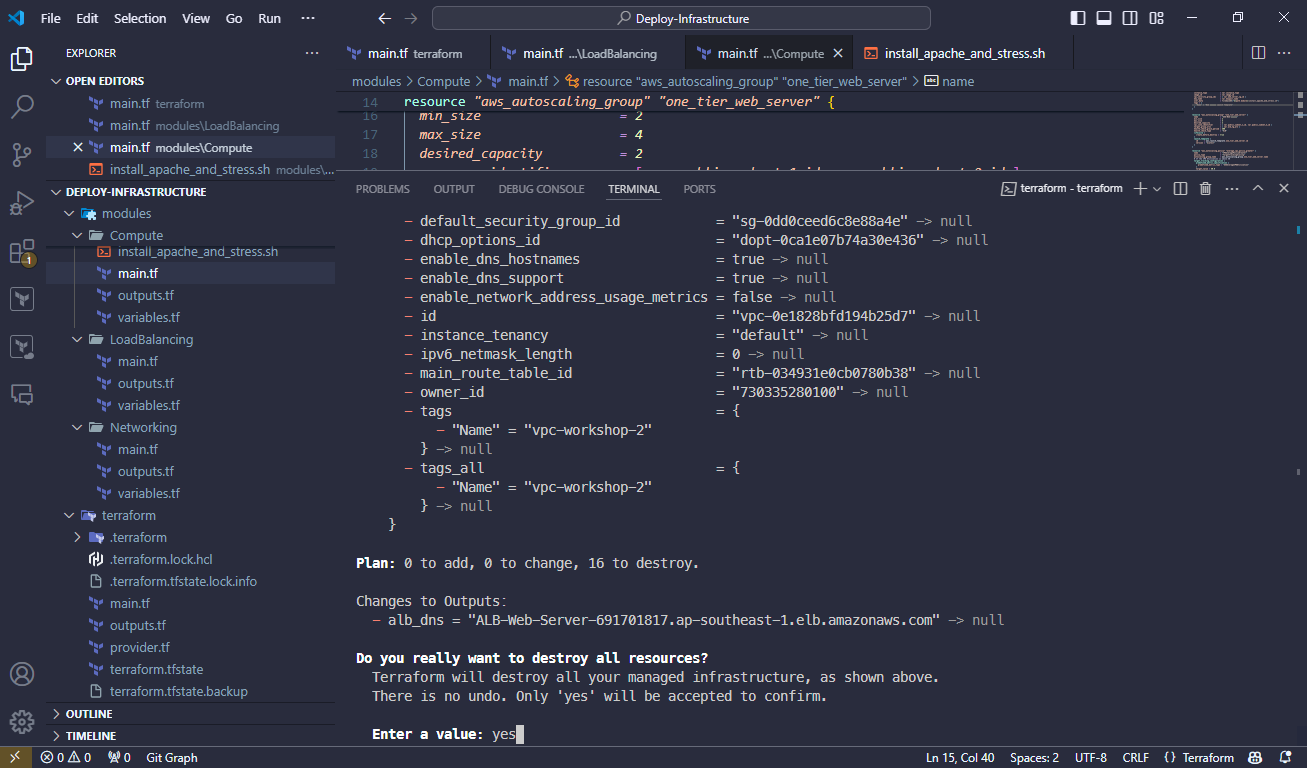 File Edit Selection View Go Run ··· Deploy-Infrastructure
EXPLORER ···
OPEN EDITORS
main.tf terraform
main.tf modules\LoadBalancing
main.tf modules\Compute
install_apache_and_stress.sh modules\...
DEPLOY-INFRASTRUCTURE
modules
Compute
install_apache_and_stress.sh
main.tf
outputs.tf
variables.tf
LoadBalancing
main.tf
outputs.tf
variables.tf
Networking
main.tf
outputs.tf
variables.tf
terraform
.terraform
.terraform.lock.hcl
.terraform.tfstate.lock.info
main.tf
outputs.tf
provider.tf
terraform.tfstate
terraform.tfstate.backup
OUTLINE
TIMELINE
1
main.tf terraform main.tf ...\LoadBalancing main.tf ...\Compute install_apache_and_stress.sh
modules > Compute > main.tf > resource "aws_autoscaling_group" "one_tier_web_server" > name
14 resource "aws_autoscaling_group" "one_tier_web_server" {
16 min_size = 2
17 max_size = 4
18 desired_capacity = 2
PROBLEMS OUTPUT DEBUG CONSOLE TERMINAL PORTS terraform - terraform
- default_security_group_id = "sg-0dd0ceed6c8e88a4e" -> null
- dhcp_options_id = "dopt-0ca1e07b74a30e436" -> null
- enable_dns_hostnames = true -> null
- enable_dns_support = true -> null
- enable_network_address_usage_metrics = false -> null
- id = "vpc-0e1828bfd194b25d7" -> null
- instance_tenancy = "default" -> null
- ipv6_netmask_length = 0 -> null
- main_route_table_id = "rtb-034931e0cb0780b38" -> null
- owner_id = "730335280100" -> null
- tags = {
- "Name" = "vpc-workshop-2"
} -> null
- tags_all = {
- "Name" = "vpc-workshop-2"
} -> null
}
Plan: 0 to add, 0 to change, 16 to destroy.
Changes to Outputs:
- alb_dns = "ALB-Web-Server-691701817.ap-southeast-1.elb.amazonaws.com" -> null
Do you really want to destroy all resources?
Terraform will destroy all your managed infrastructure, as shown above.
There is no undo. Only 'yes' will be accepted to confirm.
Enter a value: yes
0 0 0 Git Graph Ln 15, Col 40 Spaces: 2 UTF-8 CRLF {} Terraform